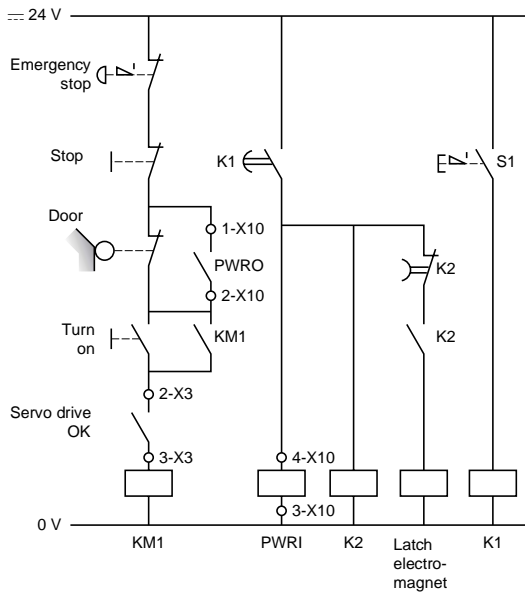 24 V
Emergency
stop
Stop
K1
S1
Door
1-X10
PWRO
K2
2-X10
Turn
on
KM1
K2
2-X3
Servo drive
OK
3-X3
4-X10
3-X10
0 V
KM1
PWRI
K2
Latch
electro-
magnet
K1